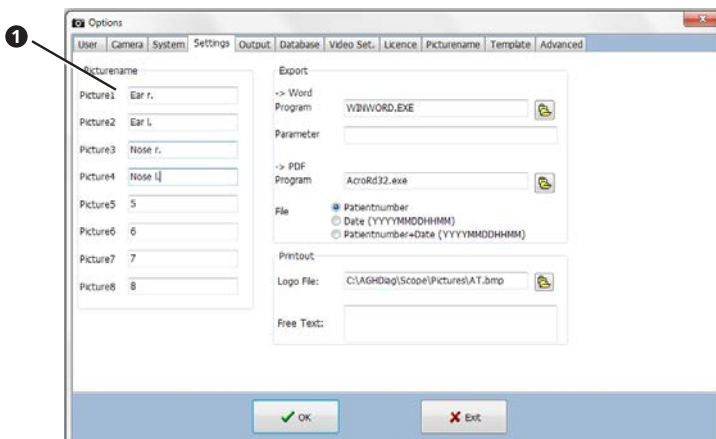 1
Options
User Camera System Settings Output Database Video Set. Licence Picturename Template Advanced
Picturename
Picture1 Ear r.
Picture2 Ear l.
Picture3 Nose r.
Picture4 Nose l.
Picture5 5
Picture6 6
Picture7 7
Picture8 8
Export
-> Word
Program WINWORD.EXE
Parameter
-> PDF
Program AcroRd32.exe
File Patientnumber
Date (YYYYMMDDHHMM)
Patientnumber+Date (YYYYMMDDHHMM)
Printout
Logo File: C:\AGHDiag\Scope\Pictures\AT.bmp
Free Text:
OK Exit